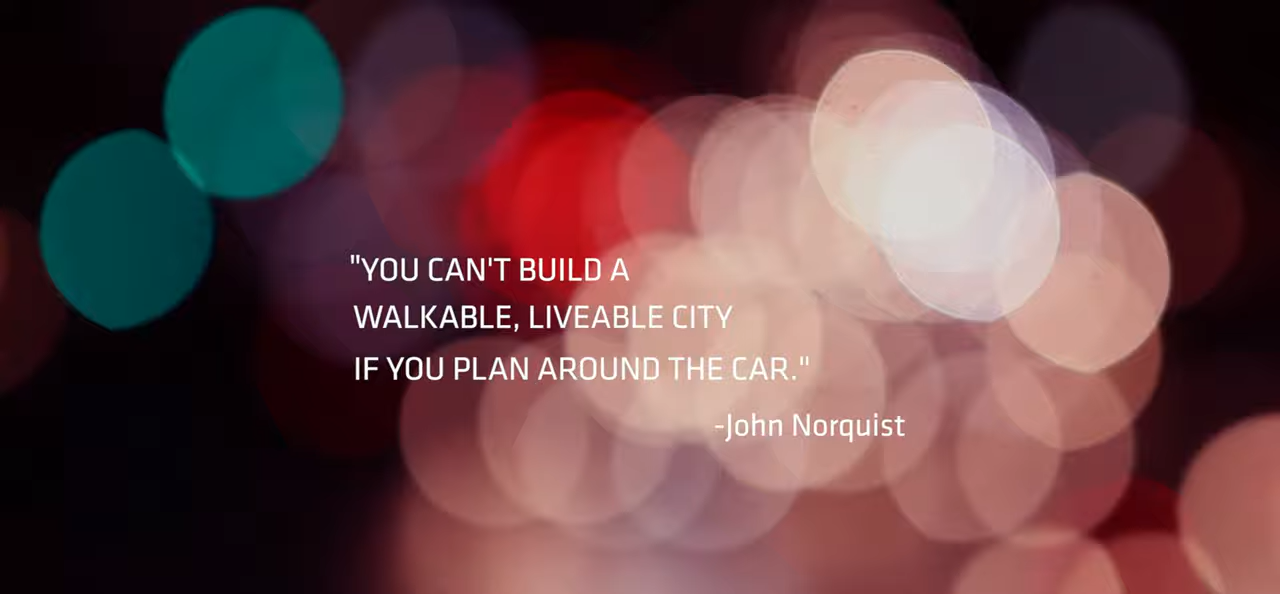 "YOU CAN'T BUILD A
WALKABLE, LIVEABLE CITY
IF YOU PLAN AROUND THE CAR."
-John Norquist